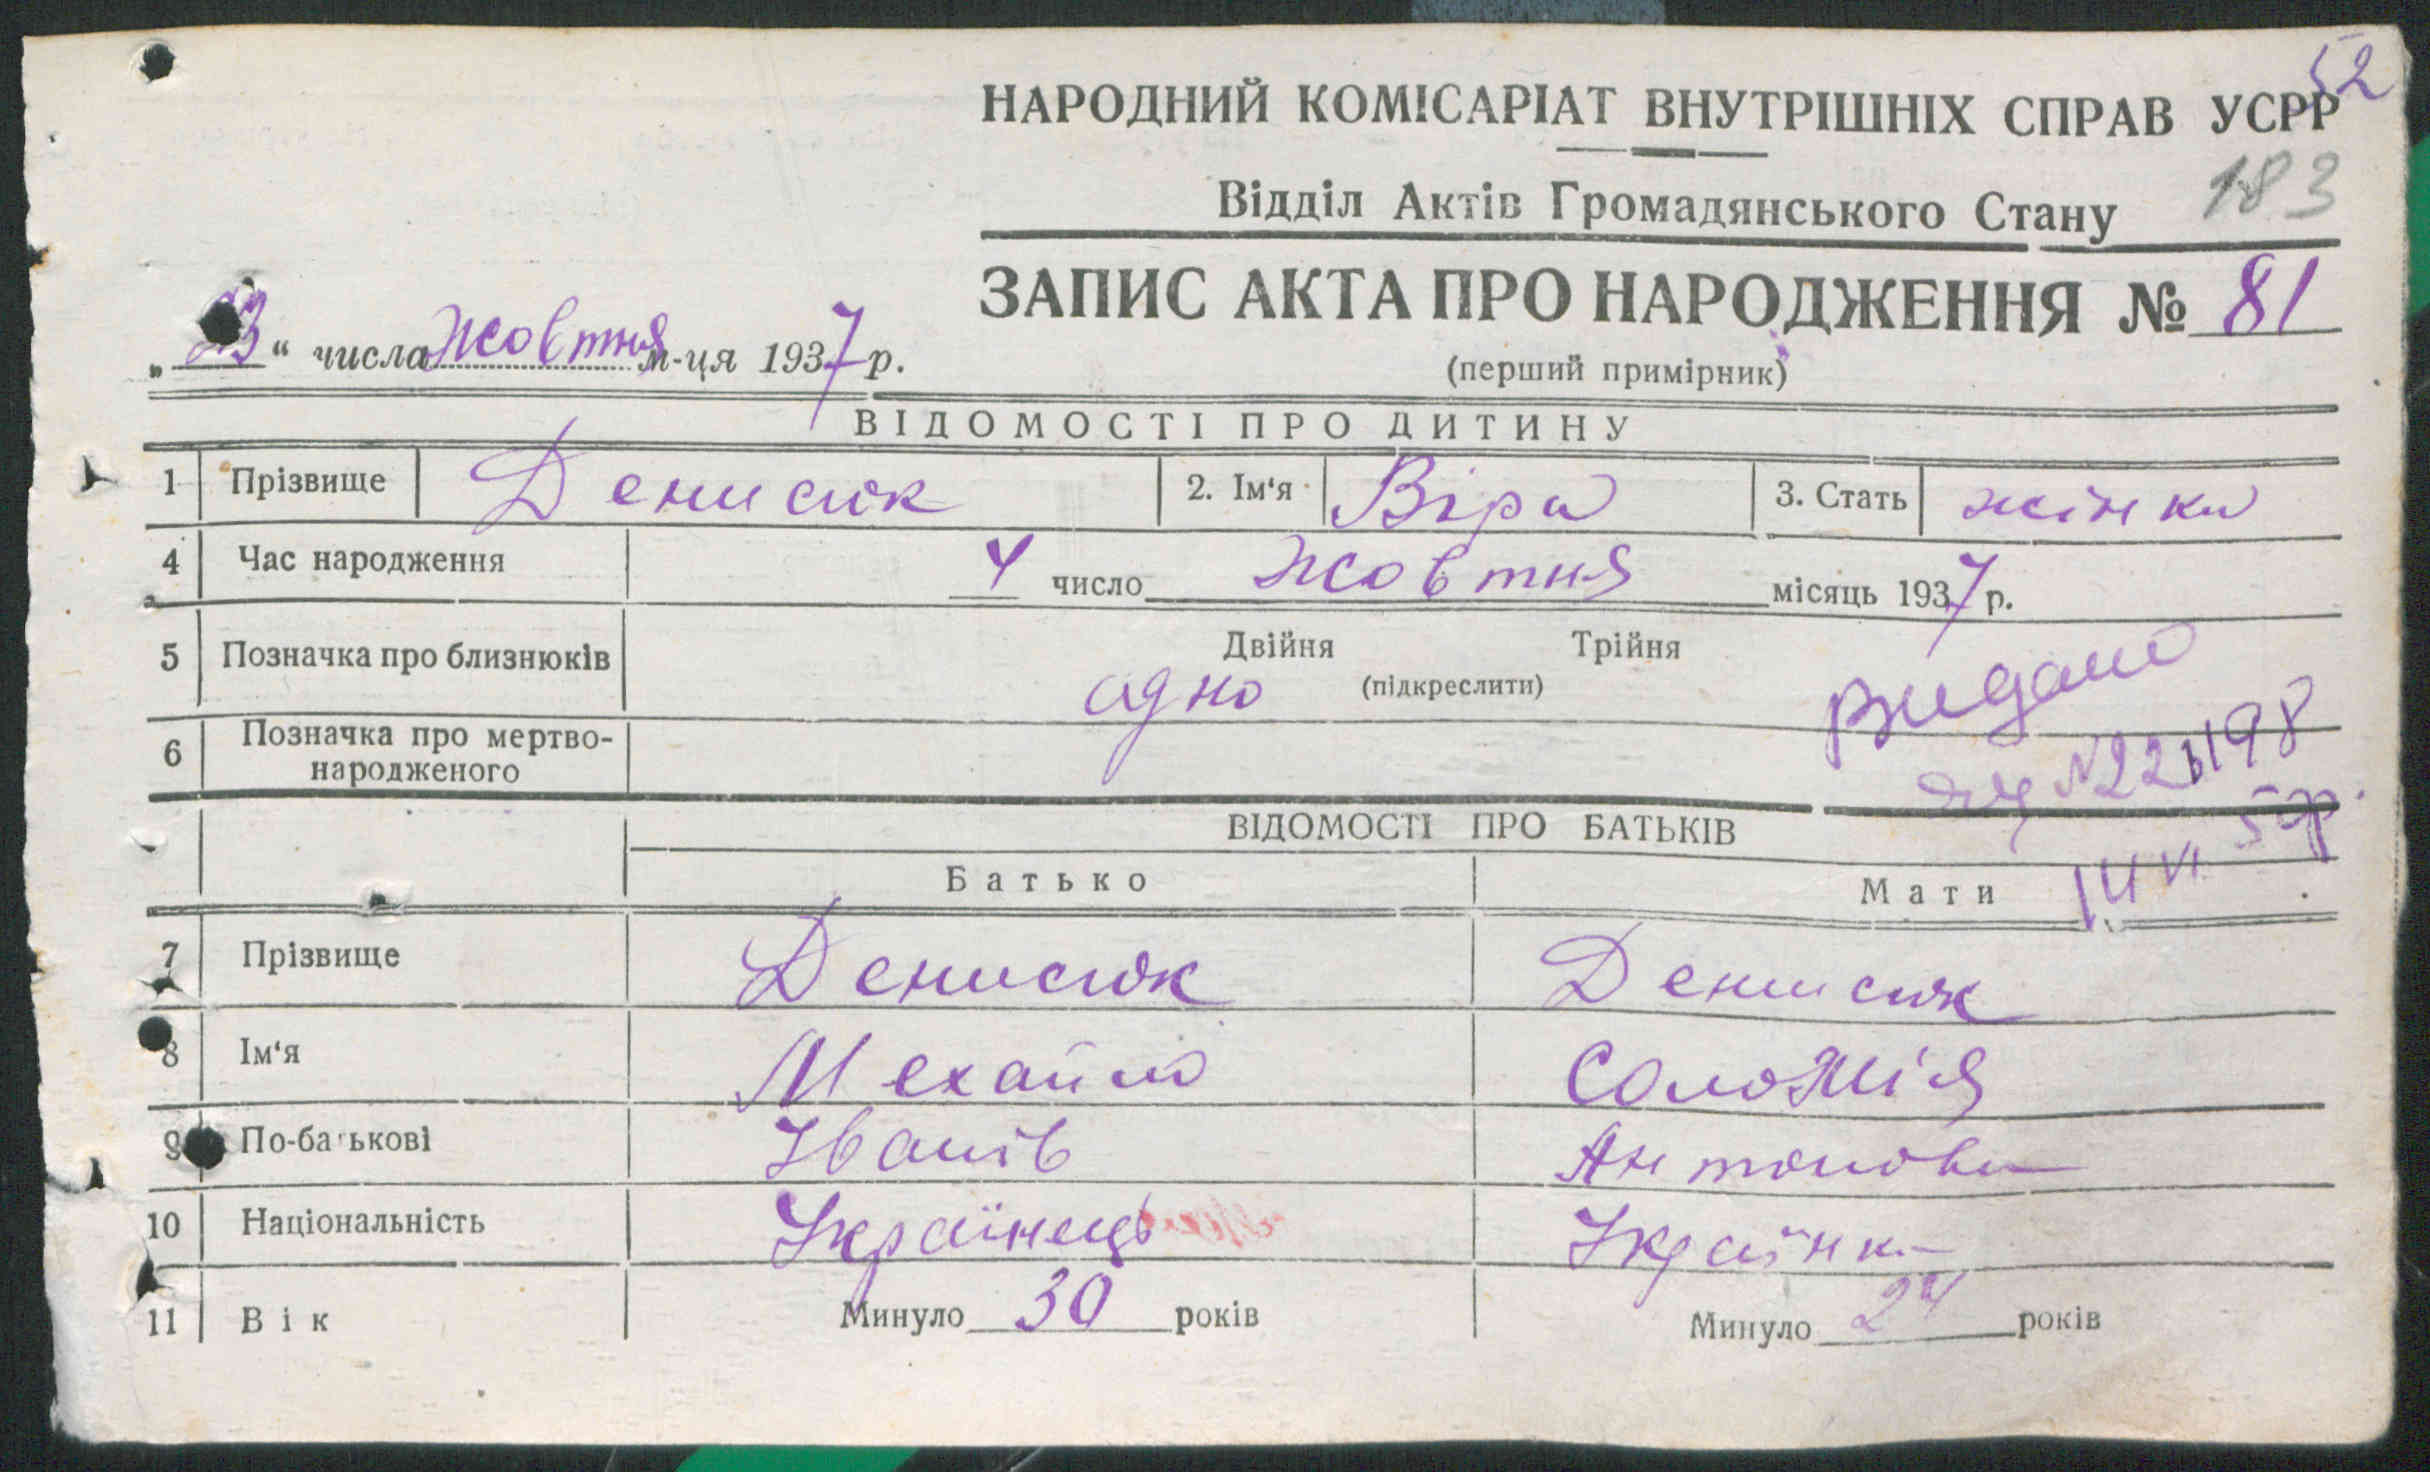 52
НАРОДНИЙ КОМІСАРІАТ ВНУТРІШНІХ СПРАВ УСРР
Відділ Актів Громадянського Стану 183
ЗАПИС АКТА ПРО НАРОДЖЕННЯ № 81
„23“ числа Жовтня м-ця 1937 р.
(перший примірник)
ВІДОМОСТІ ПРО ДИТИНУ
1 Прізвище Денисюк 2. Ім‘я Віра 3. Стать жінка
4 Час народження 4 число Жовтня місяць 1937 р.
5 Позначка про близнюків Двійня Трійня
одно (підкреслити)
Видано
6 Позначка про мертво-
народженого
ВІДОМОСТІ ПРО БАТЬКІВ
Батько Мати
7 Прізвище Денисюк Денисюк
8 Ім‘я Мехайло Соломія
9 По-батькові Іванів Антоновна
10 Національність Українець Українка
11 Вік Минуло 30 років Минуло 24 років